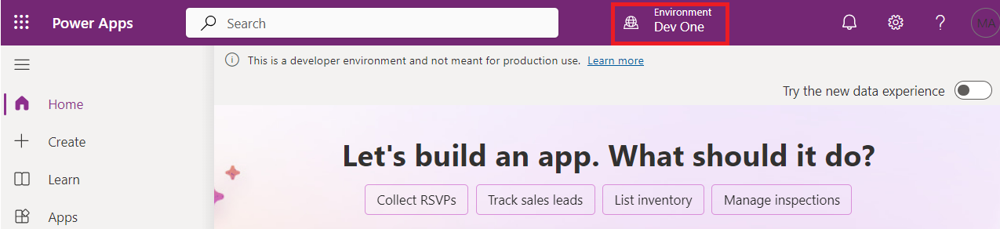 Power Apps
Search
Environment
Dev One
?
MA
This is a developer environment and not meant for production use. Learn more
Try the new data experience
Home
Create
Learn
Apps
Let's build an app. What should it do?
Collect RSVPs Track sales leads List inventory Manage inspections